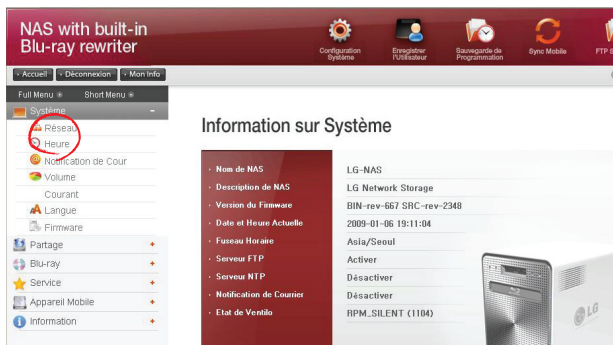 NAS with built-in
Blu-ray rewriter
Configuration
Système
Enregistrer
l'Utilisateur
Sauvegarde de
Programmation
Sync Mobile
FTP S
Accueil
Déconnexion
Mon Info
Full Menu
Short Menu
Système
Réseau
Heure
Notification de Cour
Volume
Courant
Langue
Firmware
Partage
Blu-ray
Service
Appareil Mobile
Information
Information sur Système
Nom de NAS LG-NAS
Description de NAS LG Network Storage
Version du Firmware BIN-rev-667 SRC-rev-2348
Date et Heure Actuelle 2009-01-06 19:11:04
Fuseau Horaire Asia/Seoul
Serveur FTP Activer
Serveur NTP Désactiver
Notification de Courrier Désactiver
Etat de Ventilo RPM_SILENT (1104)
LG